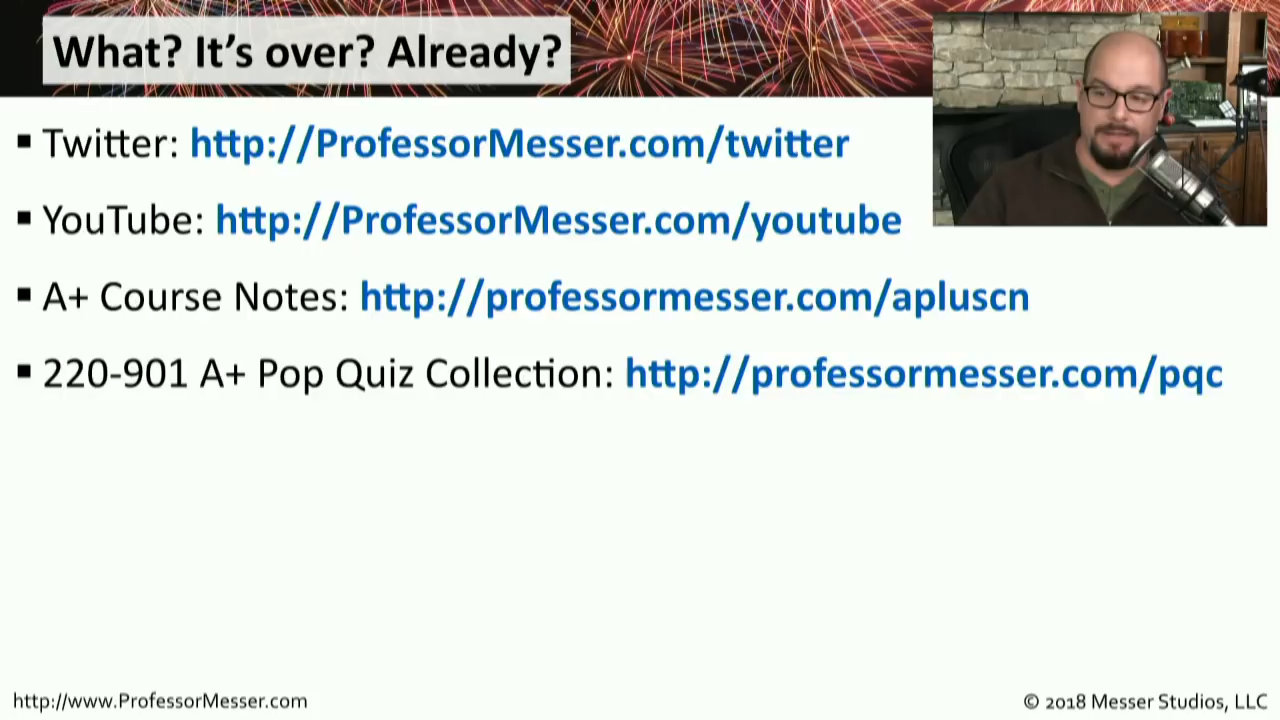 What? It's over? Already?
▪ Twitter: http://ProfessorMesser.com/twitter
▪ YouTube: http://ProfessorMesser.com/youtube
▪ A+ Course Notes: http://professormesser.com/apluscn
▪ 220-901 A+ Pop Quiz Collection: http://professormesser.com/pqc
http://www.ProfessorMesser.com
© 2018 Messer Studios, LLC